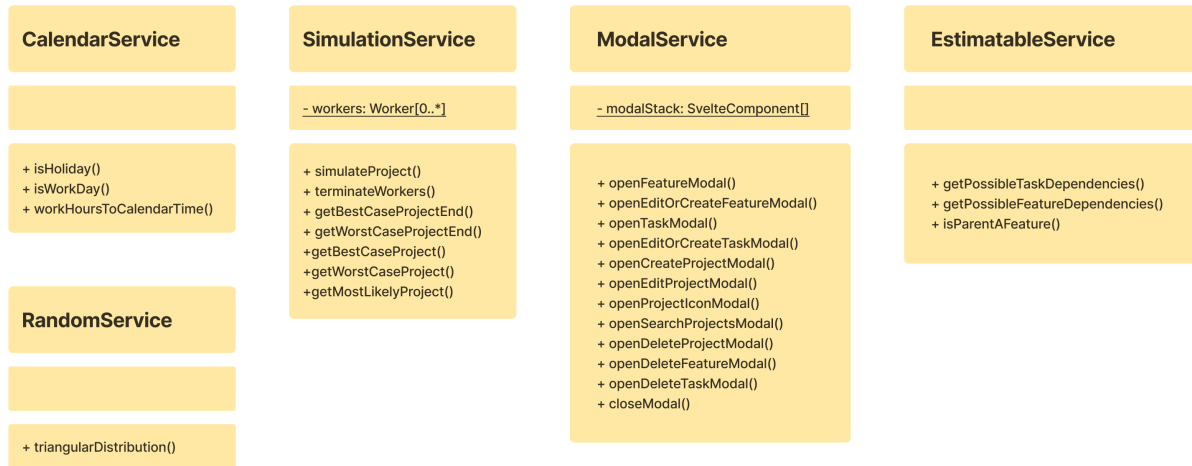 CalendarService
+ isHoliday()
+ isWorkDay()
+ workHoursToCalendarTime()
RandomService
+ triangularDistribution()
SimulationService
- workers: Worker[0..*]
+ simulateProject()
+ terminateWorkers()
+ getBestCaseProjectEnd()
+ getWorstCaseProjectEnd()
+getBestCaseProject()
+getWorstCaseProject()
+getMostLikelyProject()
ModalService
- modalStack: SvelteComponent[]
+ openFeatureModal()
+ openEditOrCreateFeatureModal()
+ openTaskModal()
+ openEditOrCreateTaskModal()
+ openCreateProjectModal()
+ openEditProjectModal()
+ openProjectIconModal()
+ openSearchProjectsModal()
+ openDeleteProjectModal()
+ openDeleteFeatureModal()
+ openDeleteTaskModal()
+ closeModal()
EstimatableService
+ getPossibleTaskDependencies()
+ getPossibleFeatureDependencies()
+ isParentAFeature()